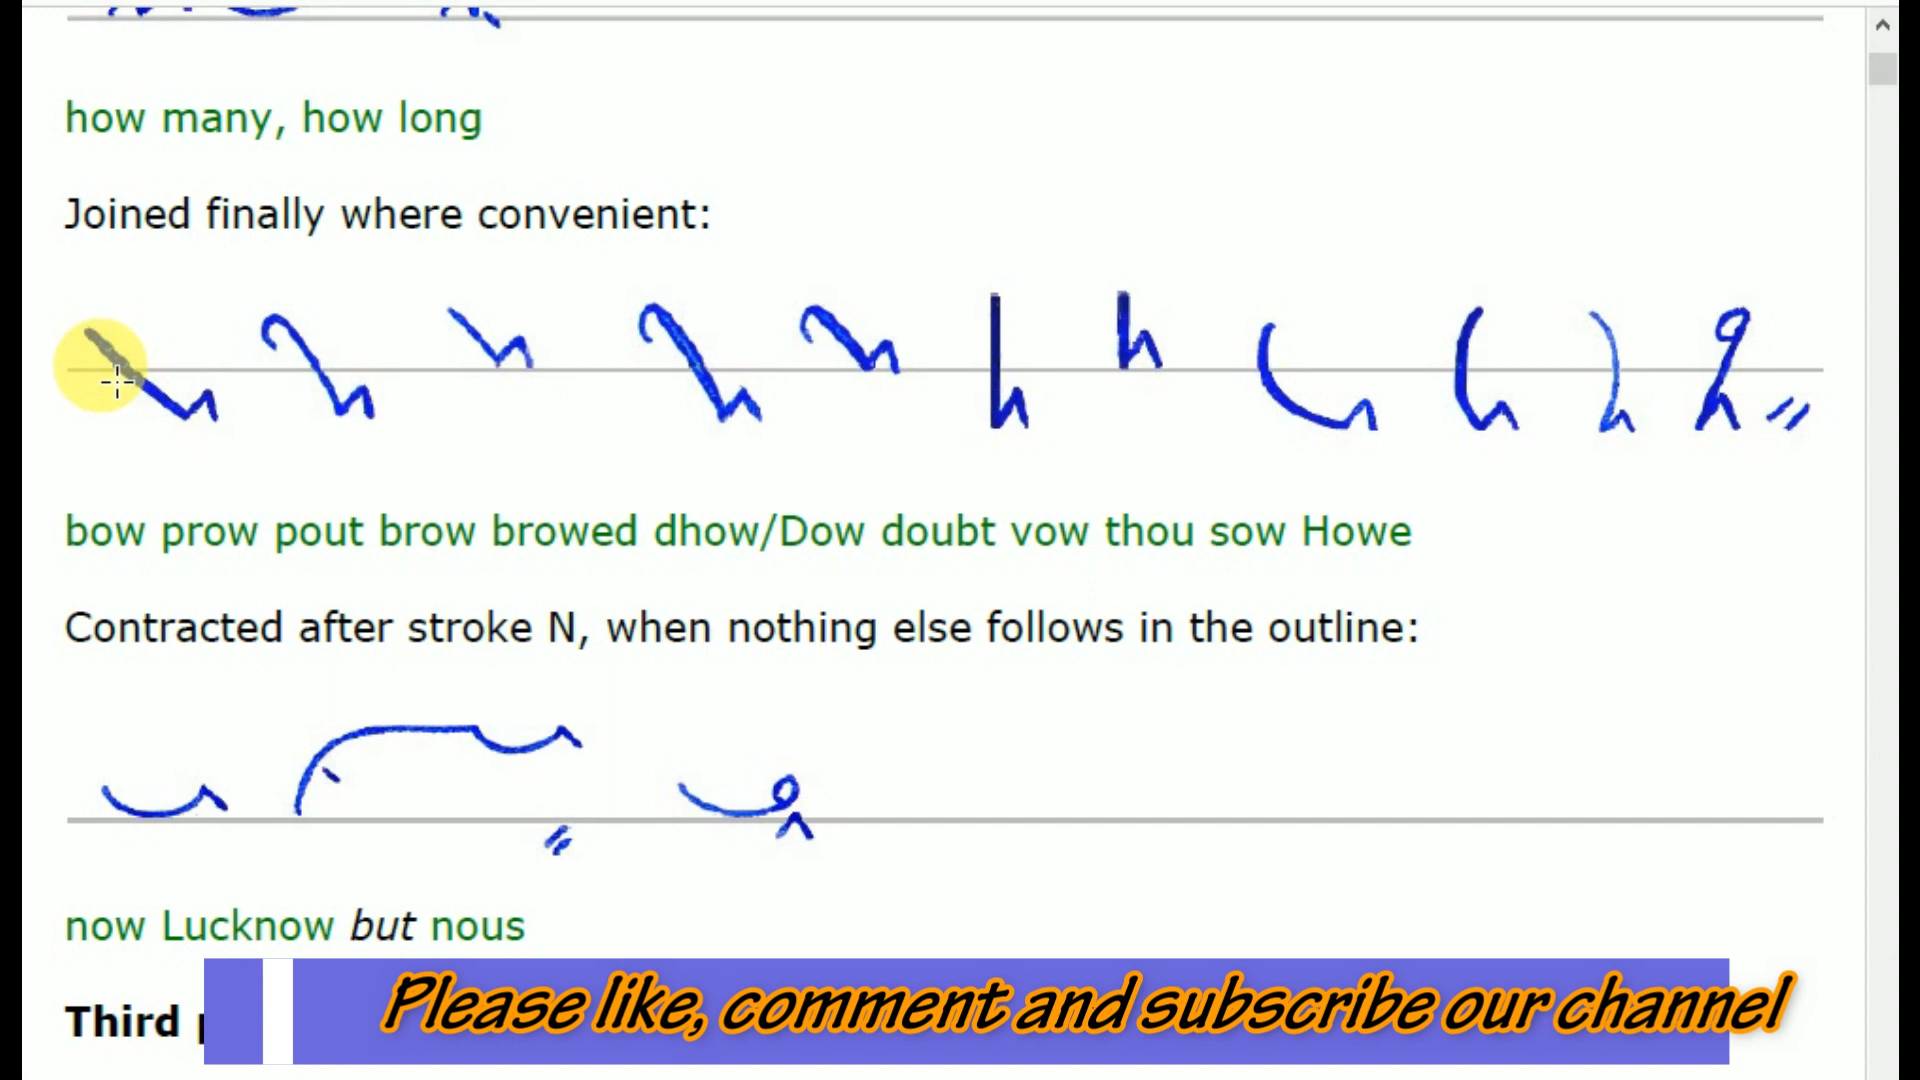 how many, how long
Joined finally where convenient:
bow prow pout brow browed dhow/Dow doubt vow thou sow Howe
Contracted after stroke N, when nothing else follows in the outline:
now Lucknow but nous
Third
Please like, comment and subscribe our channel